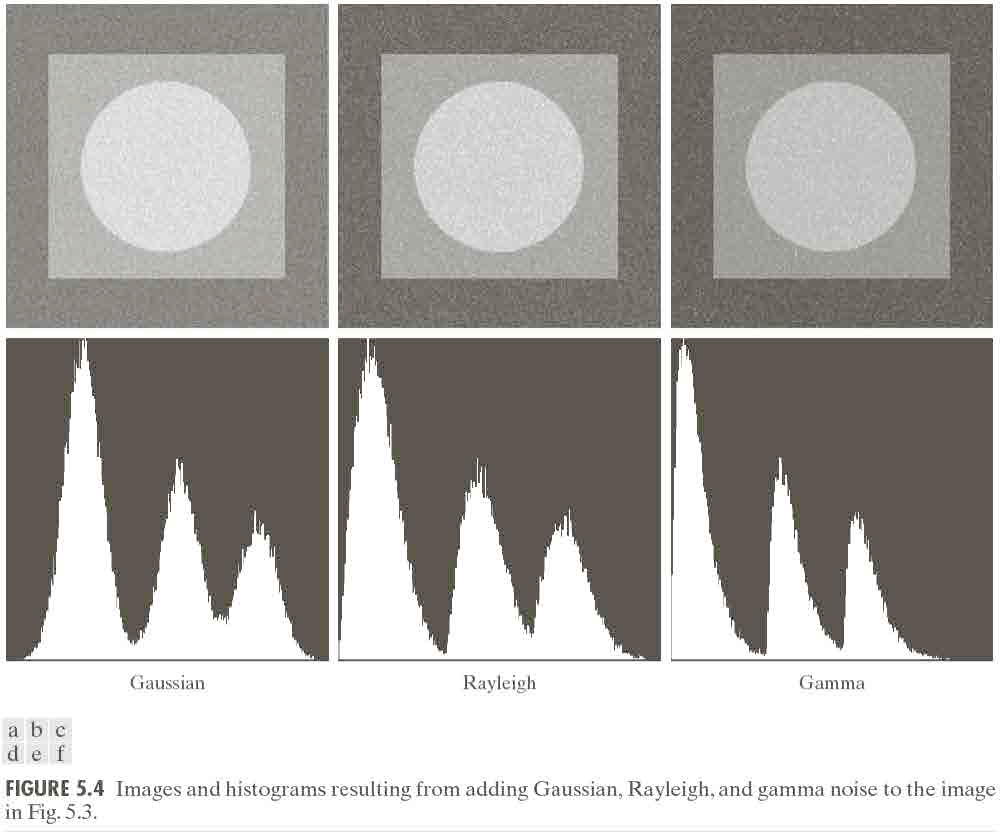 Gaussian Rayleigh Gamma
a b c
d e f
FIGURE 5.4 Images and histograms resulting from adding Gaussian, Rayleigh, and gamma noise to the image
in Fig. 5.3.